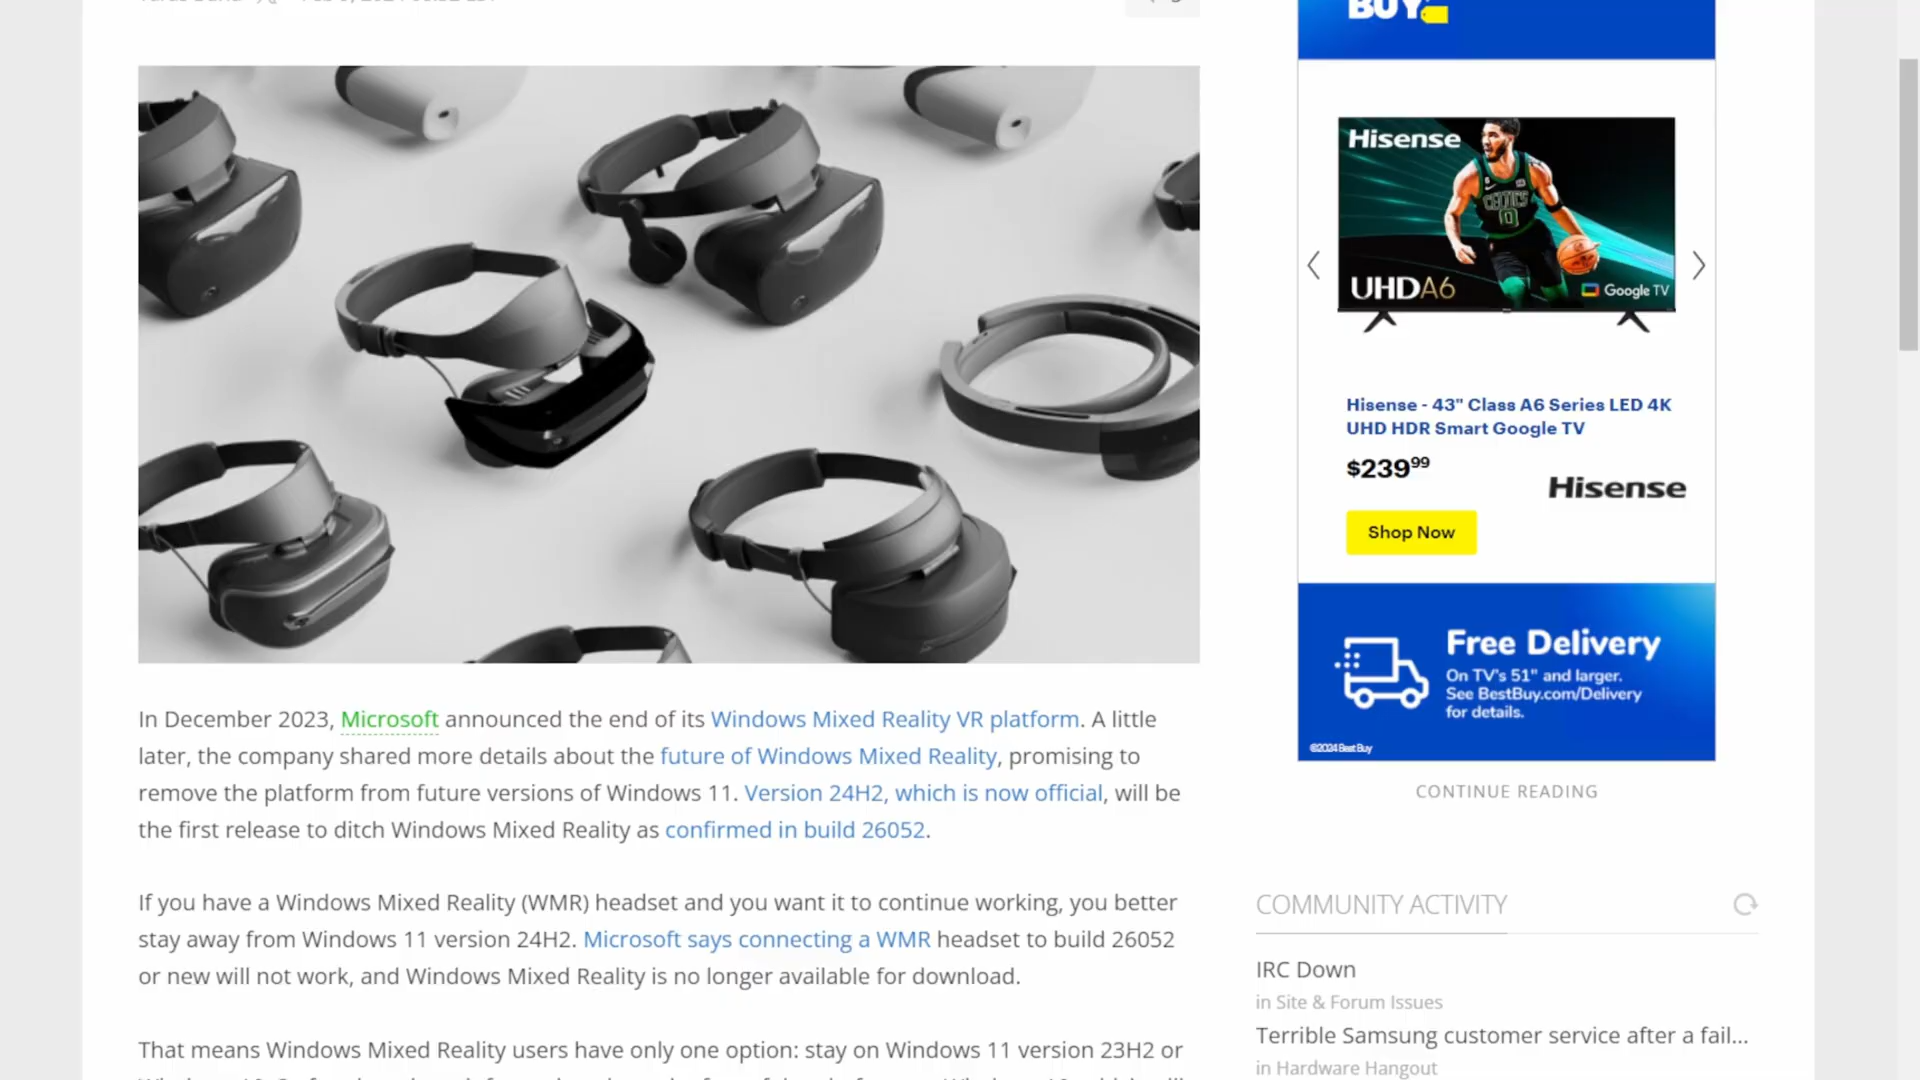 BUY
Hisense
CELTICS
0
UHDA6
Google TV
Hisense - 43" Class A6 Series LED 4K
UHD HDR Smart Google TV
$239⁹⁹
Hisense
Shop Now
Free Delivery
On TV's 51" and larger.
See BestBuy.com/Delivery
for details.
©2024 Best Buy
CONTINUE READING
In December 2023, Microsoft announced the end of its Windows Mixed Reality VR platform. A little
later, the company shared more details about the future of Windows Mixed Reality, promising to
remove the platform from future versions of Windows 11. Version 24H2, which is now official, will be
the first release to ditch Windows Mixed Reality as confirmed in build 26052.
If you have a Windows Mixed Reality (WMR) headset and you want it to continue working, you better
stay away from Windows 11 version 24H2. Microsoft says connecting a WMR headset to build 26052
or new will not work, and Windows Mixed Reality is no longer available for download.
That means Windows Mixed Reality users have only one option: stay on Windows 11 version 23H2 or
COMMUNITY ACTIVITY
IRC Down
in Site & Forum Issues
Terrible Samsung customer service after a fail...
in Hardware Hangout